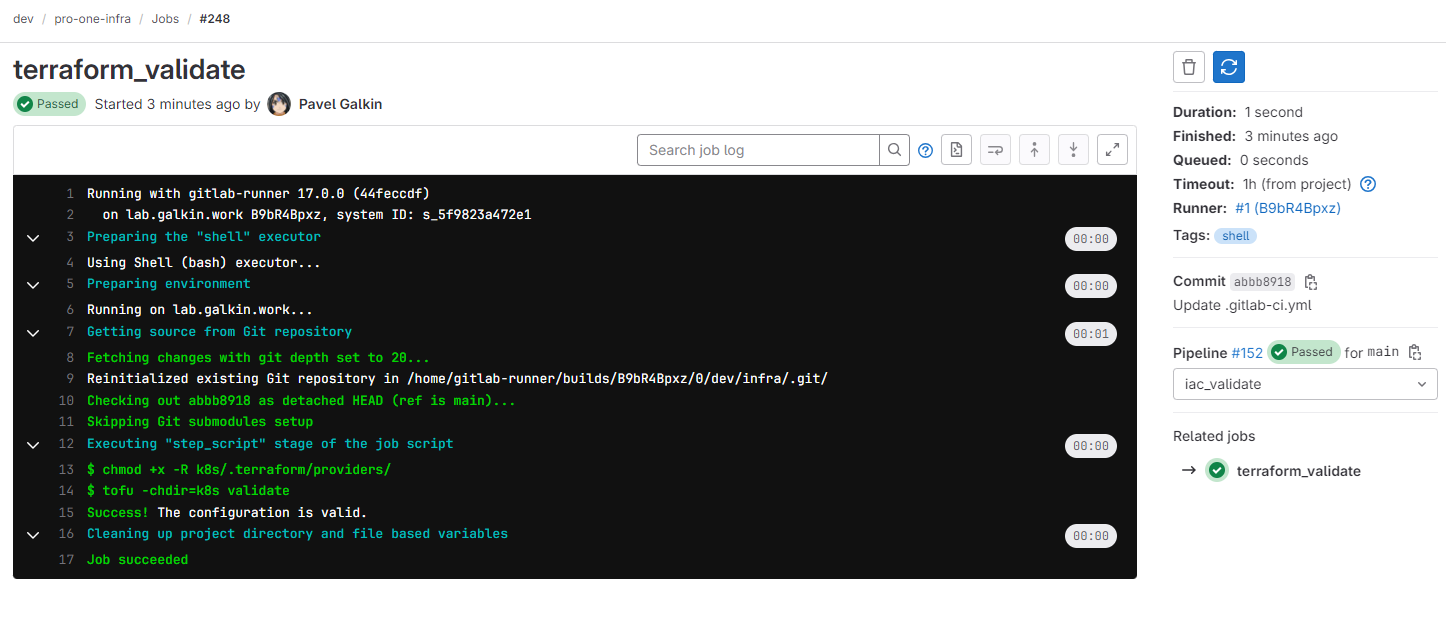 dev / pro-one-infra / Jobs / #248
terraform_validate
Passed Started 3 minutes ago by Pavel Galkin
Search job log
1 Running with gitlab-runner 17.0.0 (44feccdf)
2 on lab.galkin.work B9bR4Bpxz, system ID: s_5f9823a472e1
3 Preparing the "shell" executor 00:00
4 Using Shell (bash) executor...
5 Preparing environment 00:00
6 Running on lab.galkin.work...
7 Getting source from Git repository 00:01
8 Fetching changes with git depth set to 20...
9 Reinitialized existing Git repository in /home/gitlab-runner/builds/B9bR4Bpxz/0/dev/infra/.git/
10 Checking out abbb8918 as detached HEAD (ref is main)...
11 Skipping Git submodules setup
12 Executing "step_script" stage of the job script 00:00
13 $ chmod +x -R k8s/.terraform/providers/
14 $ tofu -chdir=k8s validate
15 Success! The configuration is valid.
16 Cleaning up project directory and file based variables 00:00
17 Job succeeded
Duration: 1 second
Finished: 3 minutes ago
Queued: 0 seconds
Timeout: 1h (from project)
Runner: #1 (B9bR4Bpxz)
Tags: shell
Commit abbb8918
Update .gitlab-ci.yml
Pipeline #152 Passed for main
iac_validate
Related jobs
terraform_validate